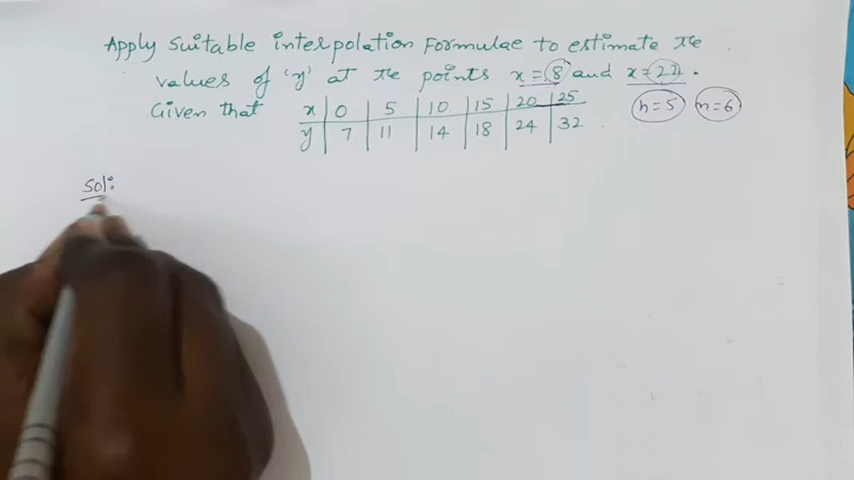 Apply suitable interpolation Formulae to estimate the
values of 'y' at the points x = 8 and x = 22 .
Given that x 0 5 10 15 20 25 h=5 n=6
y 7 11 14 18 24 32
Sol: